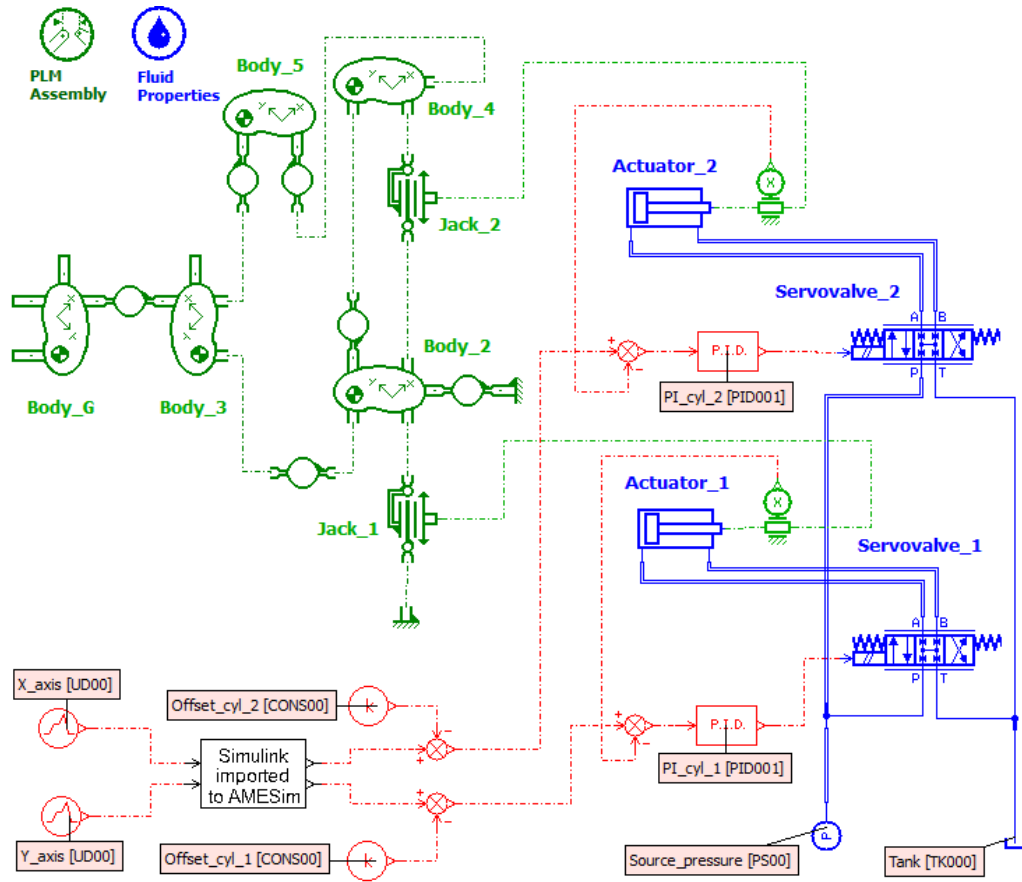 PLM
Assembly
Fluid
Properties
Body_5
Body_4
Actuator_2
Jack_2
Servovalve_2
A B
P T
Body_6
Body_3
Body_2
P.I.D.
PI_cyl_2 [PID001]
Actuator_1
Jack_1
Servovalve_1
A B
P T
X_axis [UD00]
Offset_cyl_2 [CONS00]
k
Simulink
imported
to AMESim
P.I.D.
PI_cyl_1 [PID001]
Y_axis [UD00]
Offset_cyl_1 [CONS00]
k
P
Source_pressure [PS00]
Tank [TK000]